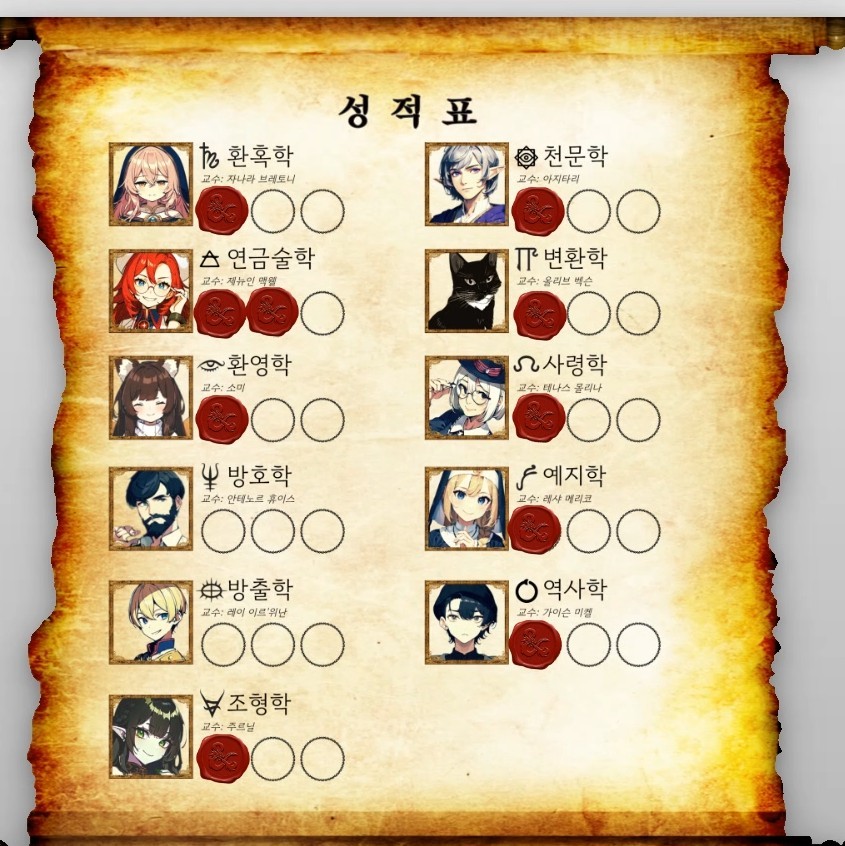 성적표
환혹학
교수: 자나라 브레토니
천문학
교수: 아지타리
연금술학
교수: 제뉴인 맥웰
변환학
교수: 올리브 벡슨
환영학
교수: 소미
사령학
교수: 테나스 올리나
방호학
교수: 안테노르 휴이스
예지학
교수: 레샤 메리코
방출학
교수: 레이 이르'위난
역사학
교수: 가이슨 미켈
조형학
교수: 주르닐